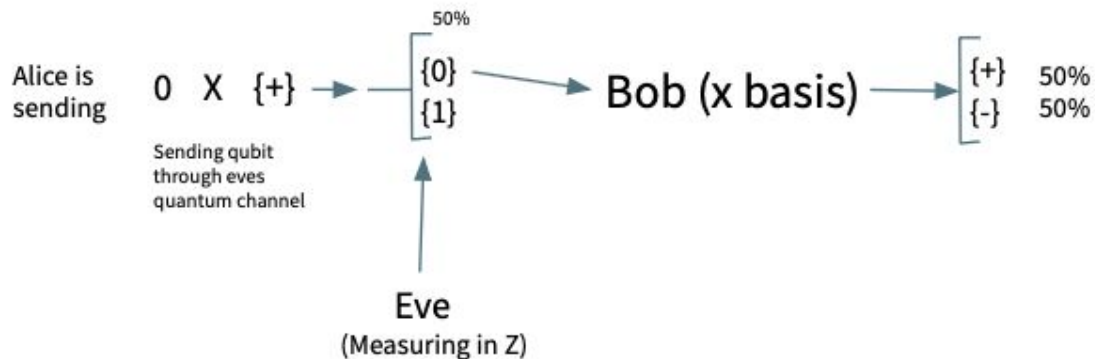 50%
Alice is
sending
0 X {+}
{0}
{1}
Bob (x basis)
{+} 50%
{-} 50%
Sending qubit
through eves
quantum channel
Eve
(Measuring in Z)